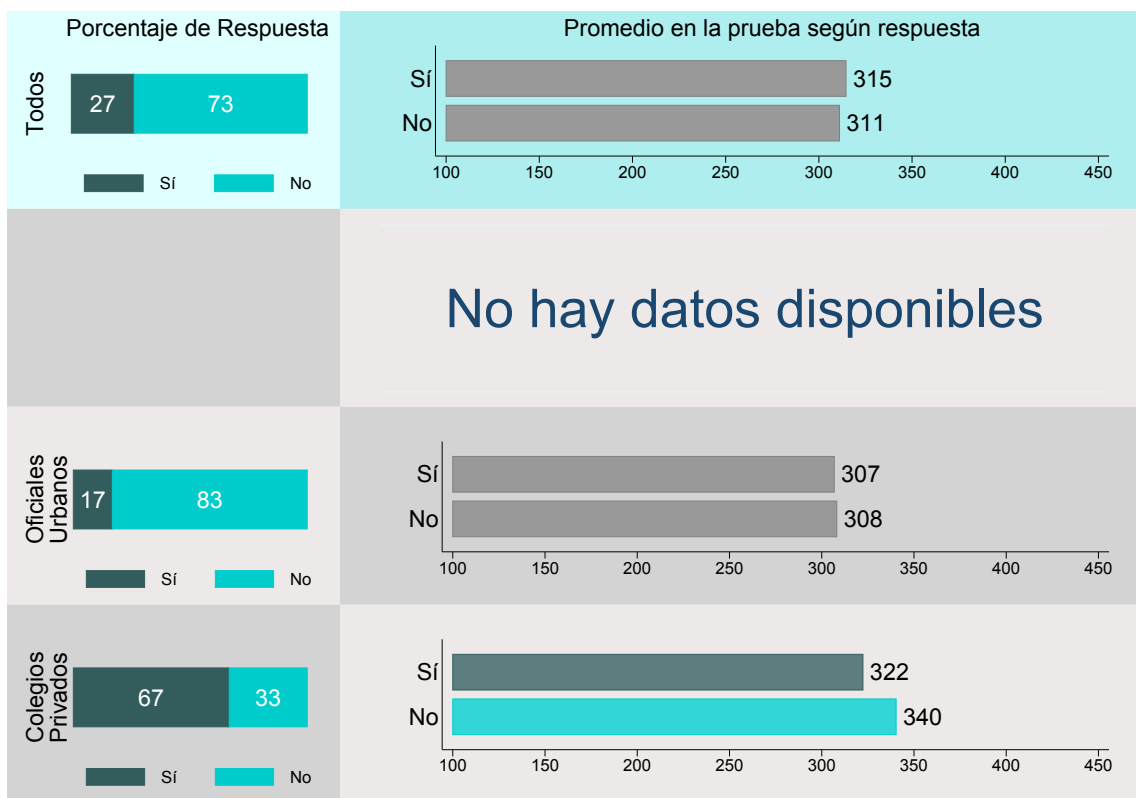 Porcentaje de Respuesta
Promedio en la prueba según respuesta
Todos
27 73
Sí No
Sí 315
No 311
100 150 200 250 300 350 400 450
No hay datos disponibles
Oficiales
Urbanos
17 83
Sí No
Sí 307
No 308
100 150 200 250 300 350 400 450
Colegios
Privados
67 33
Sí No
Sí 322
No 340
100 150 200 250 300 350 400 450